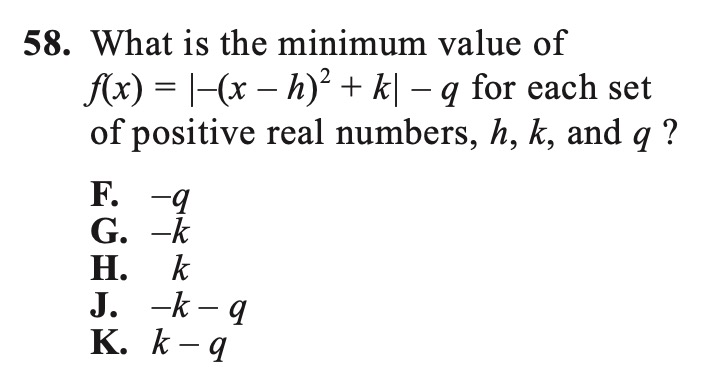 58. What is the minimum value of
f(x) = |–(x – h)² + k| – q for each set
of positive real numbers, h, k, and q ?
F. –q
G. –k
H. k
J. –k – q
K. k – q